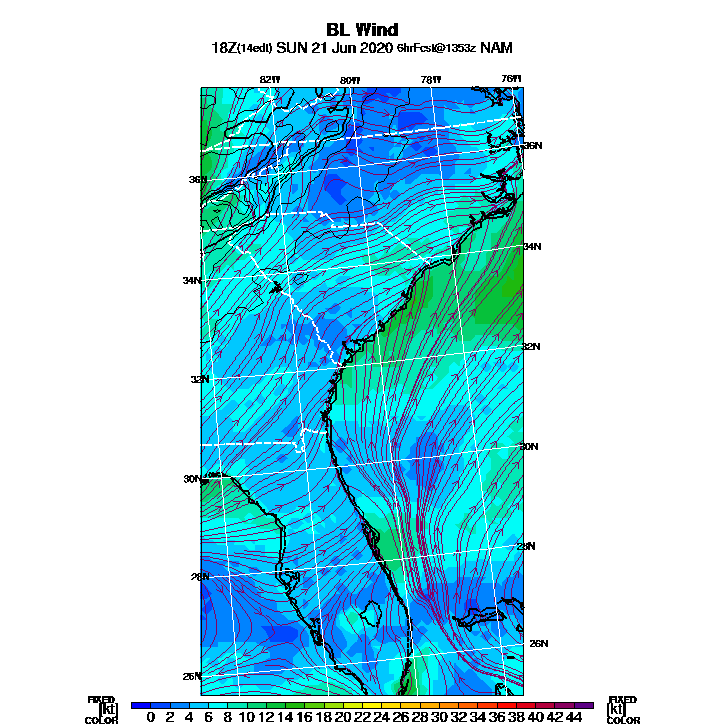 BL Wind
18Z(14edt) SUN 21 Jun 2020 6hrFcst@1353z NAM
82W 80W 78W 76W
36N
36N
34N
34N
32N
32N
30N
30N
28N
28N
26N
26N
FIXED FIXED
[kt] 0 2 4 6 8 10 12 14 16 18 20 22 24 26 28 30 32 34 36 38 40 42 44 [kt]
COLOR COLOR